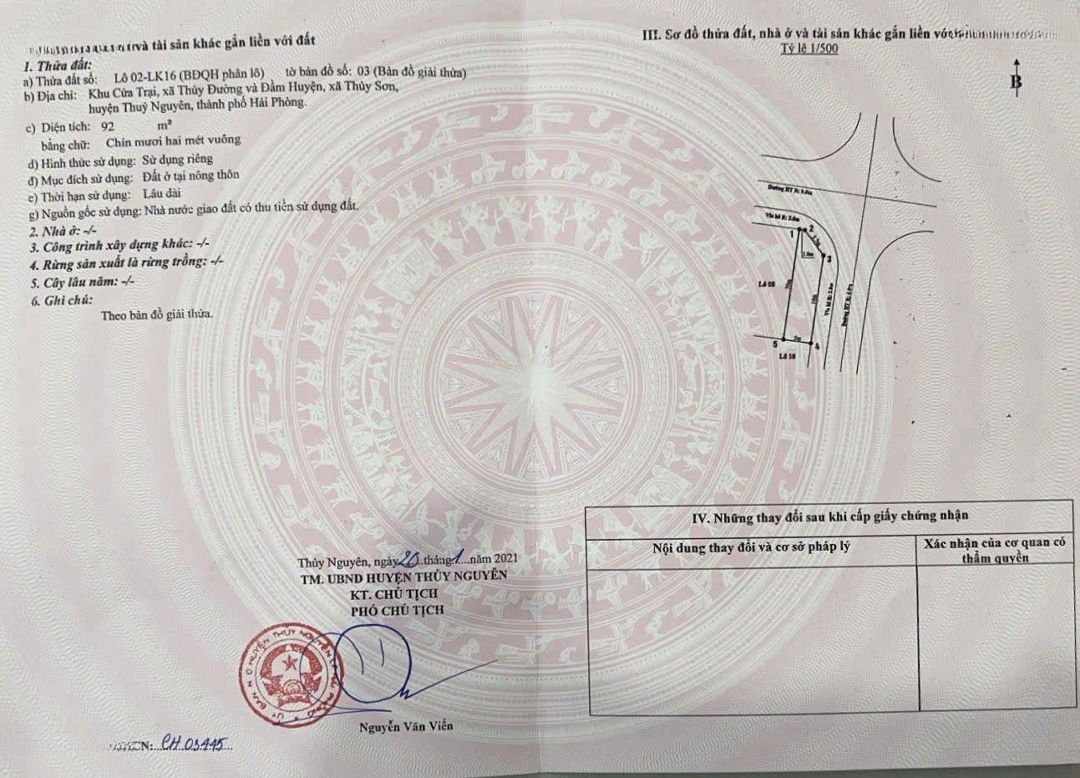 và tài sản khác gắn liền với đất
1. Thửa đất:
a) Thửa đất số: Lô 02-LK16 (BĐQH phân lô) tờ bản đồ số: 03 (Bản đồ giải thửa)
b) Địa chỉ: Khu Cửa Trại, xã Thủy Đường và Đầm Huyện, xã Thủy Sơn,
huyện Thuỷ Nguyên, thành phố Hải Phòng.
c) Diện tích: 92 m²
bằng chữ: Chín mươi hai mét vuông
d) Hình thức sử dụng: Sử dụng riêng
đ) Mục đích sử dụng: Đất ở tại nông thôn
e) Thời hạn sử dụng: Lâu dài
g) Nguồn gốc sử dụng: Nhà nước giao đất có thu tiền sử dụng đất.
2. Nhà ở: -/-
3. Công trình xây dựng khác: -/-
4. Rừng sản xuất là rừng trồng: -/-
5. Cây lâu năm: -/-
6. Ghi chú:
Theo bản đồ giải thửa.
Thủy Nguyên, ngày 20 tháng 1 năm 2021
TM. UBND HUYỆN THỦY NGUYÊN
KT. CHỦ TỊCH
PHÓ CHỦ TỊCH
Nguyễn Văn Viển
CH 03445
III. Sơ đồ thửa đất, nhà ở và tài sản khác gắn liền với
Tỷ lệ 1/500
B
1
2
3
4
5
Lô 10
IV. Những thay đổi sau khi cấp giấy chứng nhận
Nội dung thay đổi và cơ sở pháp lý
Xác nhận của cơ quan có
thẩm quyền